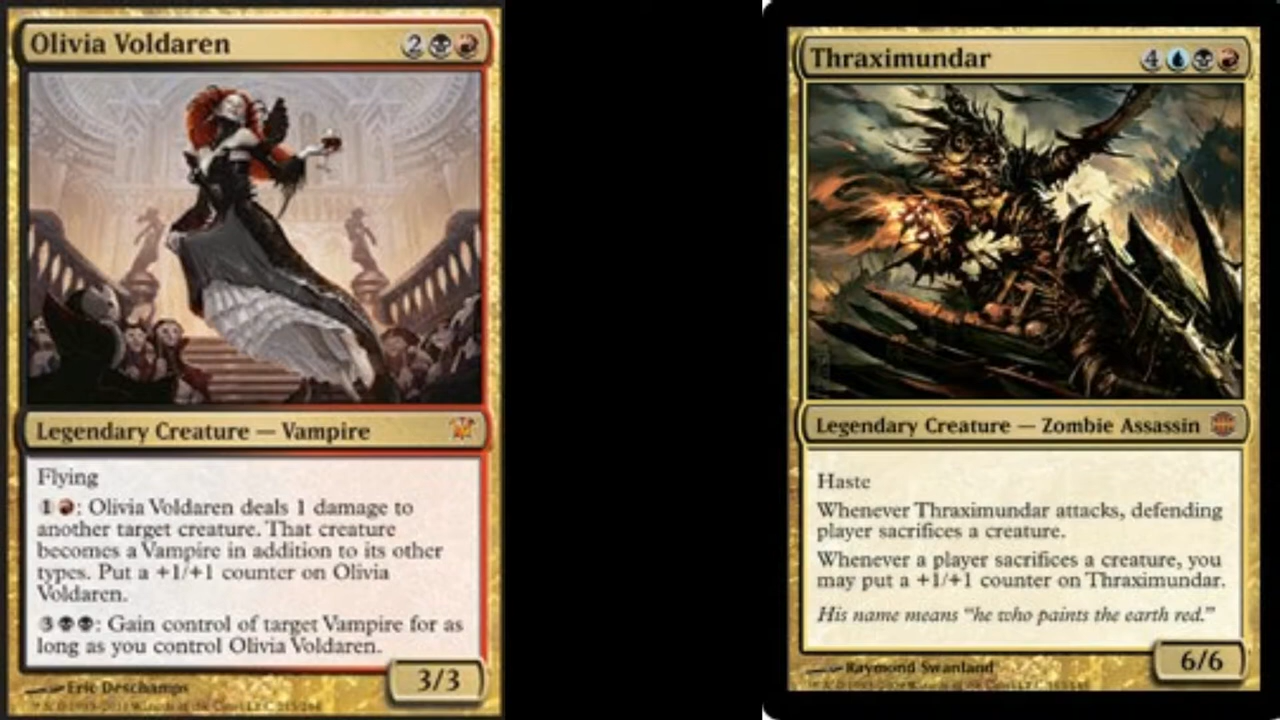 Olivia Voldaren
2
Legendary Creature — Vampire
Flying
1 : Olivia Voldaren deals 1 damage to
another target creature. That creature
becomes a Vampire in addition to its other
types. Put a +1/+1 counter on Olivia
Voldaren.
3 : Gain control of target Vampire for as
long as you control Olivia Voldaren.
3/3
Eric Deschamps
Thraximundar
4
Legendary Creature — Zombie Assassin
Haste
Whenever Thraximundar attacks, defending
player sacrifices a creature.
Whenever a player sacrifices a creature, you
may put a +1/+1 counter on Thraximundar.
His name means “he who paints the earth red.”
6/6
Raymond Swanland